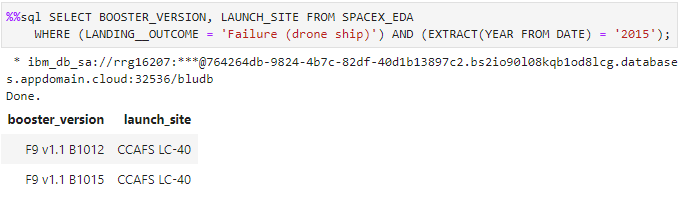 %%sql SELECT BOOSTER_VERSION, LAUNCH_SITE FROM SPACEX_EDA
WHERE (LANDING__OUTCOME = 'Failure (drone ship)') AND (EXTRACT(YEAR FROM DATE) = '2015');
* ibm_db_sa://rrg16207:***@764264db-9824-4b7c-82df-40d1b13897c2.bs2io90l08kqb1od8lcg.database
s.appdomain.cloud:32536/bludb
Done.
booster_version launch_site
F9 v1.1 B1012 CCAFS LC-40
F9 v1.1 B1015 CCAFS LC-40